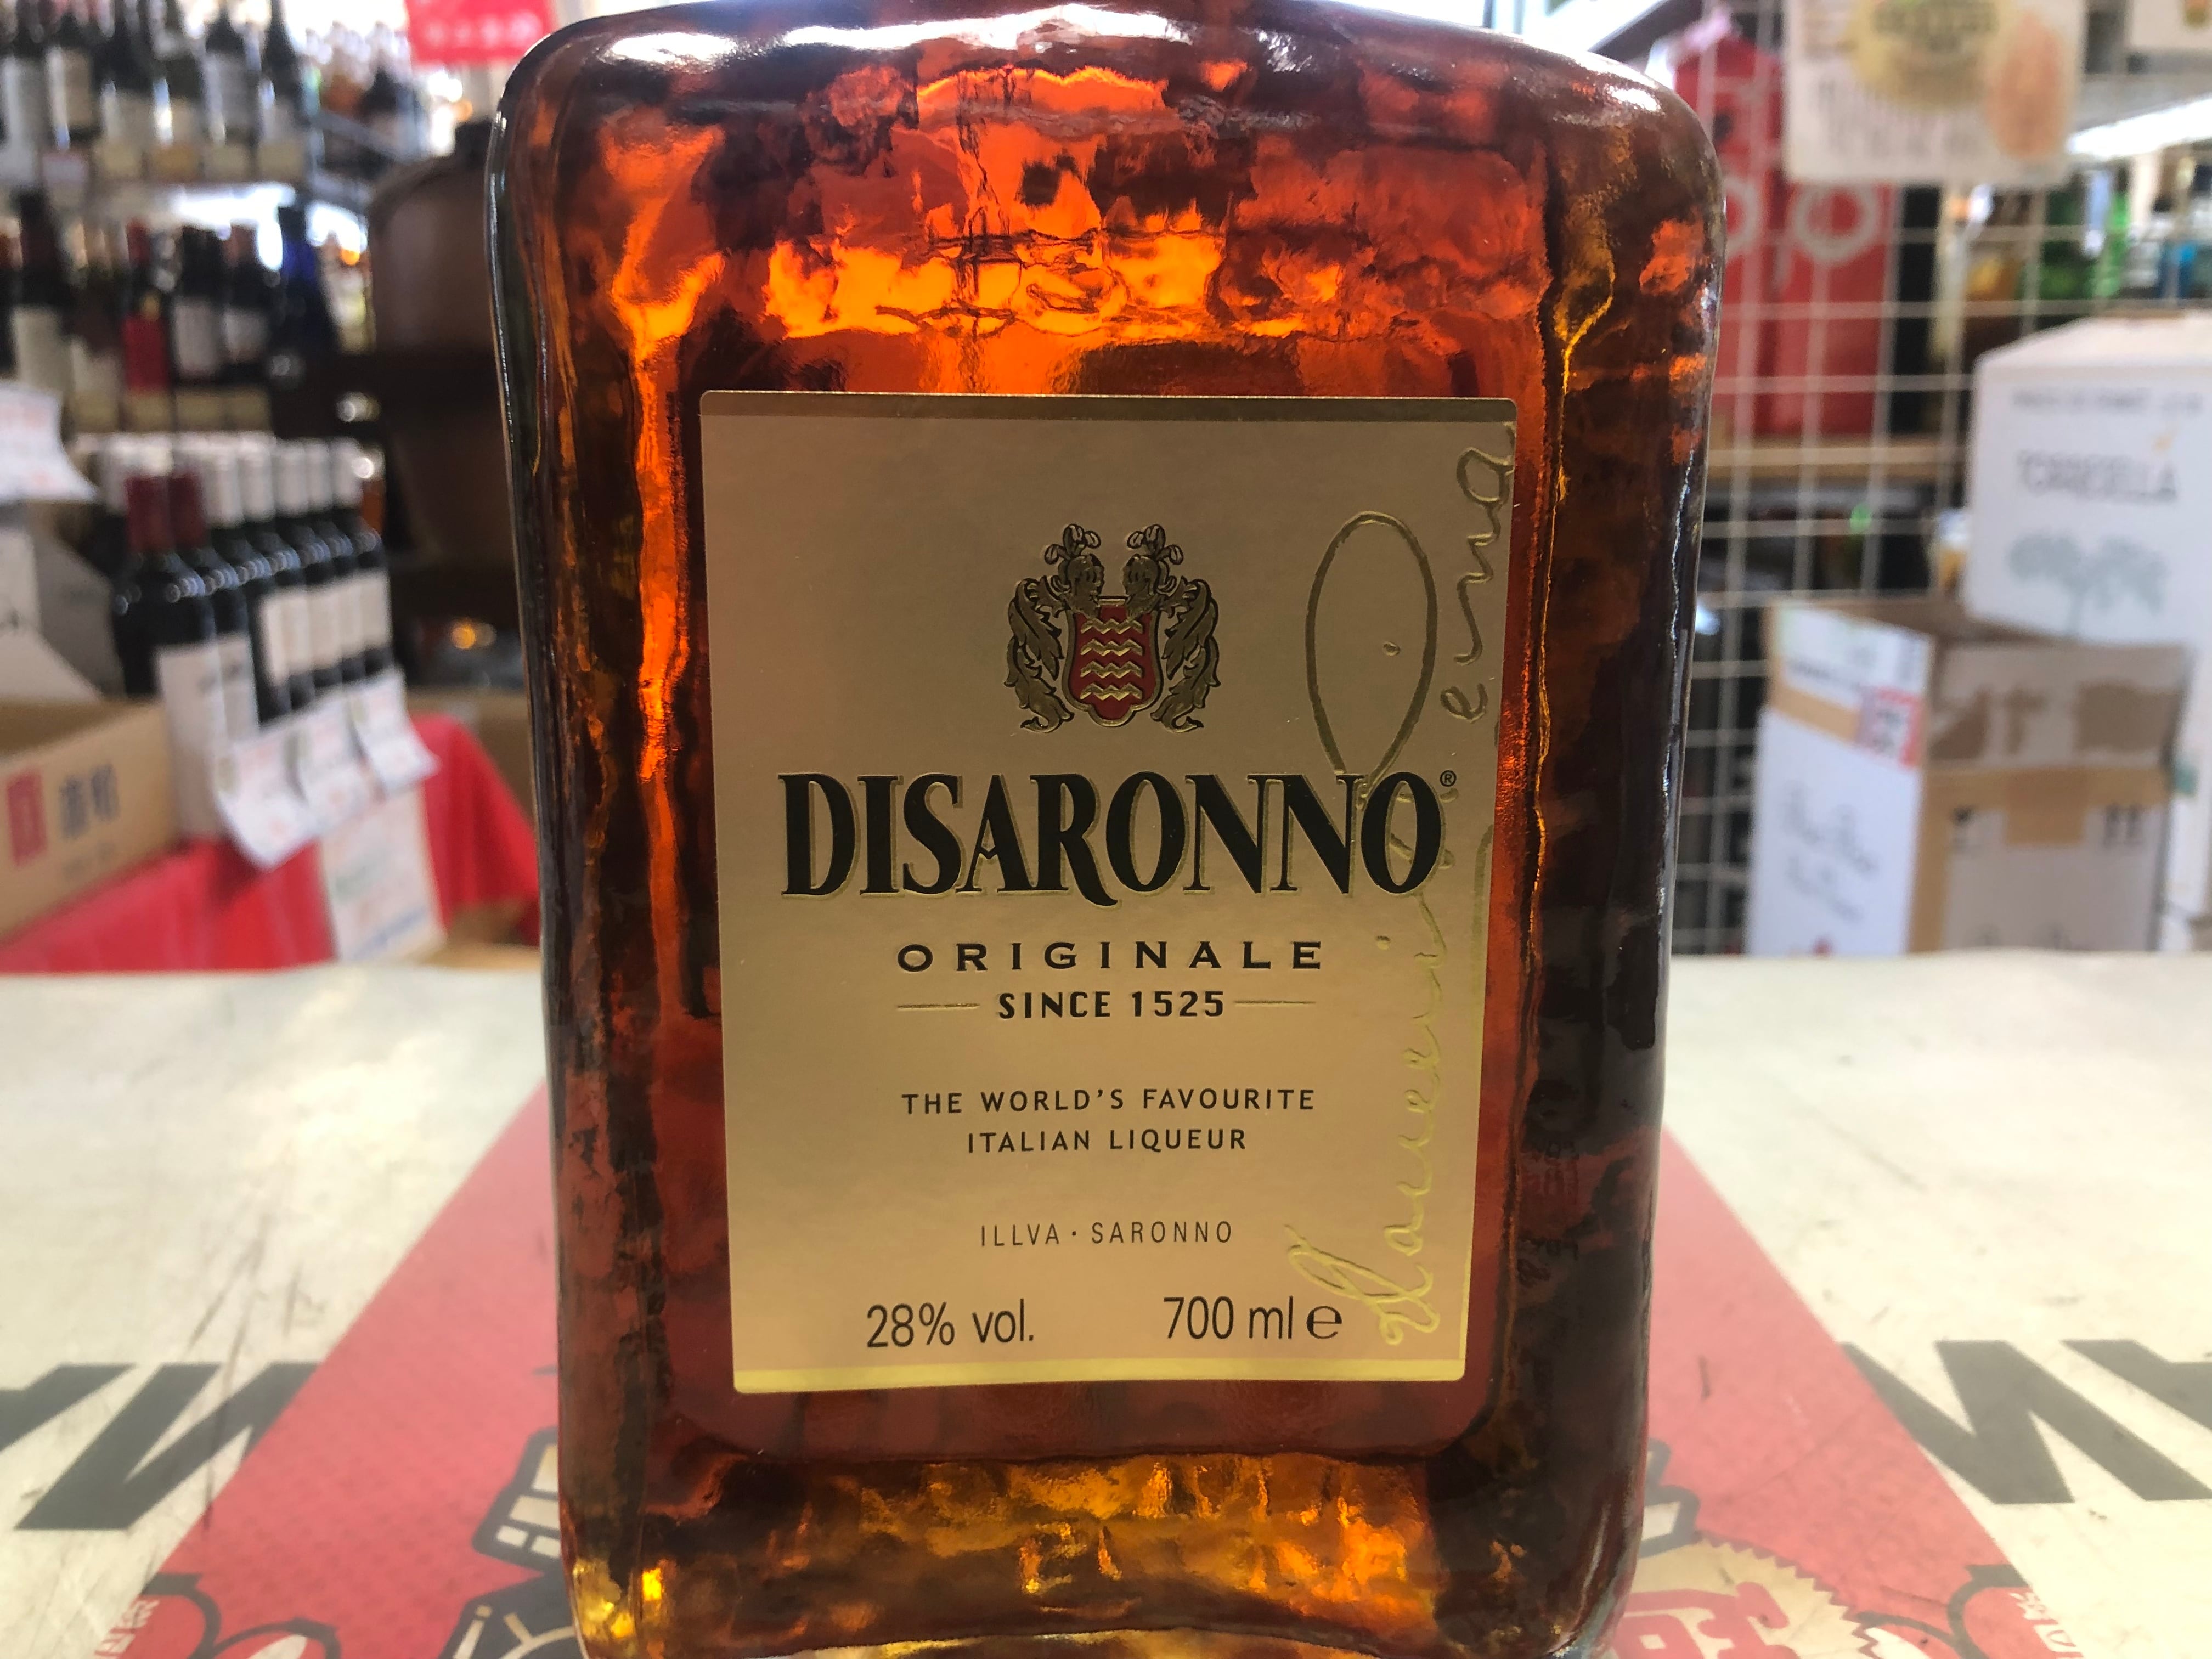 DISARONNO®
ORIGINALE
SINCE 1525
THE WORLD'S FAVOURITE
ITALIAN LIQUEUR
ILLVA · SARONNO
28% vol.
700 ml e